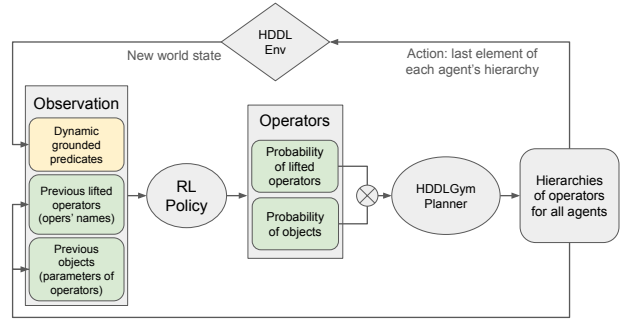 HDDL
Env
New world state
Action: last element of
each agent's hierarchy
Observation
Dynamic
grounded
predicates
Previous lifted
operators
(opers' names)
Previous
objects
(parameters of
operators)
RL
Policy
Operators
Probability
of lifted
operators
Probability
of objects
HDDLGym
Planner
Hierarchies
of operators
for all agents